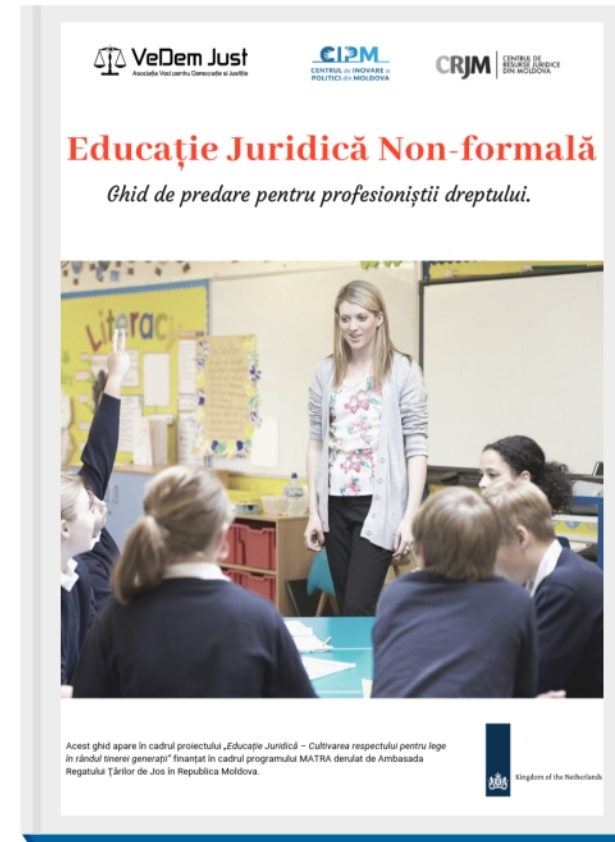 VeDem Just
Asociația Voci pentru Democrație și Justiție
CIPM
CENTRUL de INOVARE și
POLITICI din MOLDOVA
CRJM
CENTRUL DE
RESURSE JURIDICE
DIN MOLDOVA
Educație Juridică Non-formală
Ghid de predare pentru profesioniștii dreptului.
Literac
Acest ghid apare în cadrul proiectului „Educație Juridică – Cultivarea respectului pentru lege
în rândul tinerei generații” finanțat în cadrul programului MATRA derulat de Ambasada
Regatului Țărilor de Jos în Republica Moldova.
Kingdom of the Netherlands